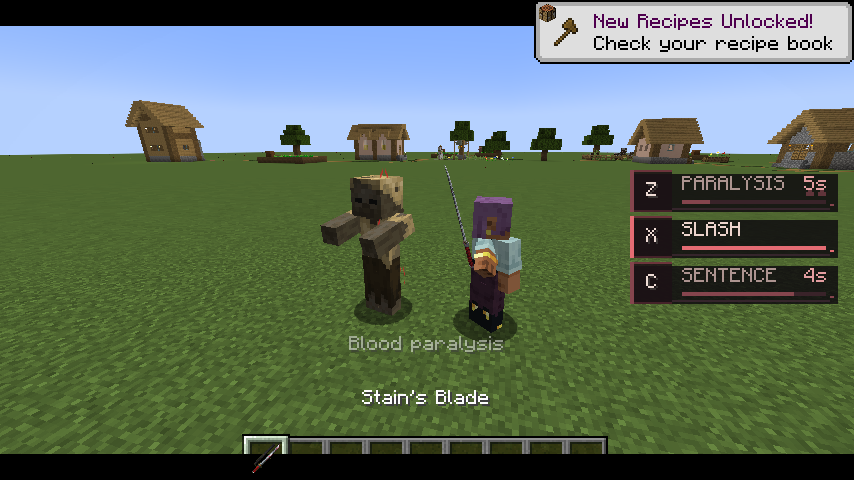 New Recipes Unlocked!
Check your recipe book
Z PARALYSIS 5s
X SLASH
C SENTENCE 4s
Blood paralysis
Stain's Blade